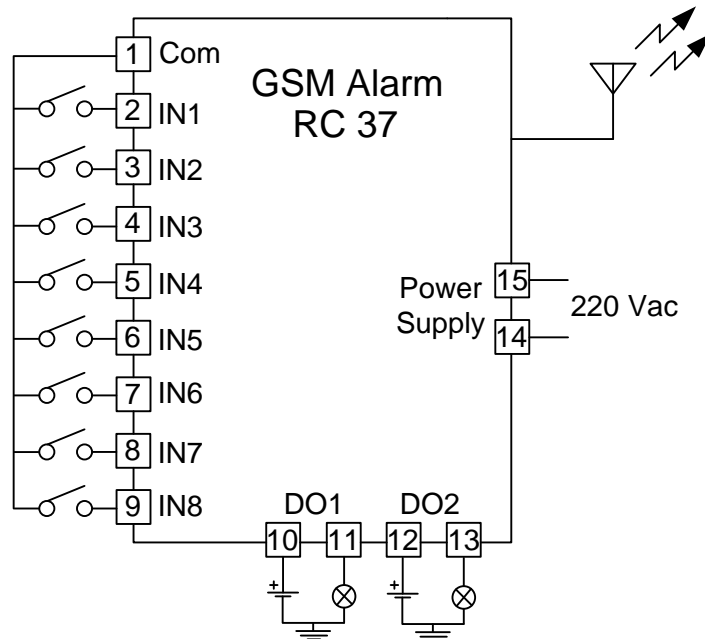 GSM Alarm
RC 37
1 Com
2 IN1
3 IN2
4 IN3
5 IN4
6 IN5
7 IN6
8 IN7
9 IN8
Power
Supply
15
14
220 Vac
DO1 DO2
10 11 12 13
+ +